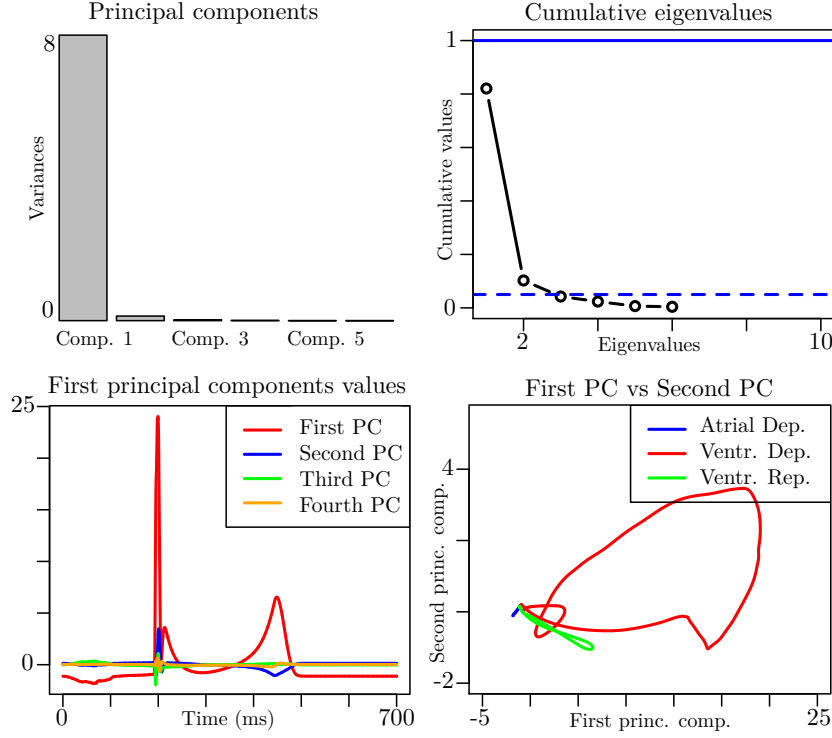 Principal components
8
Variances
0
Comp. 1
Comp. 3
Comp. 5
Cumulative eigenvalues
1
Cumulative values
0
2
10
Eigenvalues
First principal components values
25
First PC
Second PC
Third PC
Fourth PC
0
0
Time (ms)
700
First PC vs Second PC
Atrial Dep.
Ventr. Dep.
Ventr. Rep.
4
Second princ. comp.
-2
-5
First princ. comp.
25